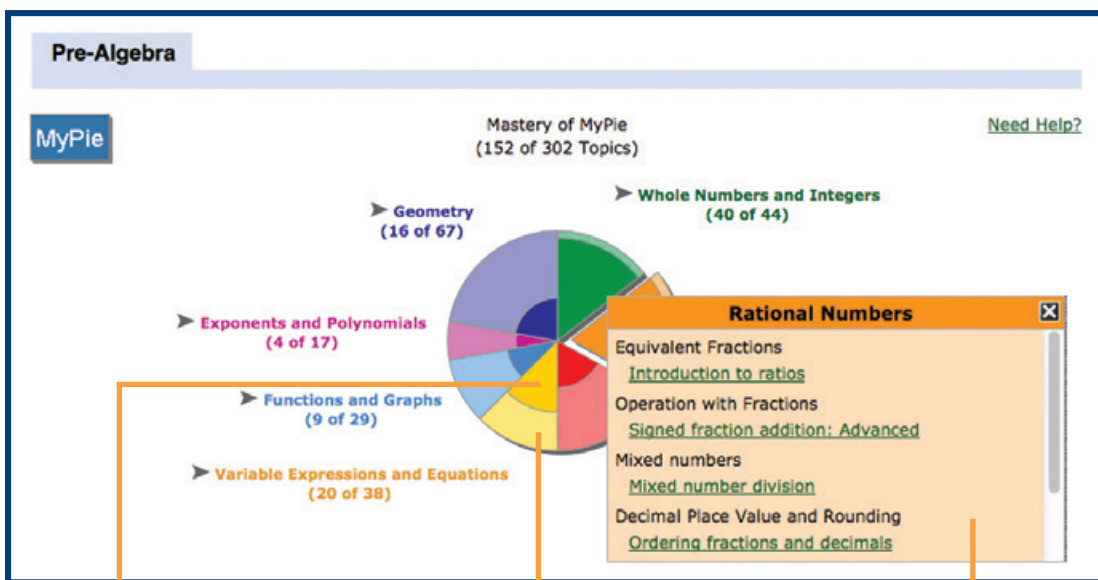 Pre-Algebra
MyPie
Mastery of MyPie
(152 of 302 Topics)
Need Help?
➤ Geometry
(16 of 67)
➤ Whole Numbers and Integers
(40 of 44)
➤ Exponents and Polynomials
(4 of 17)
➤ Functions and Graphs
(9 of 29)
➤ Variable Expressions and Equations
(20 of 38)
Rational Numbers
Equivalent Fractions
Introduction to ratios
Operation with Fractions
Signed fraction addition: Advanced
Mixed numbers
Mixed number division
Decimal Place Value and Rounding
Ordering fractions and decimals